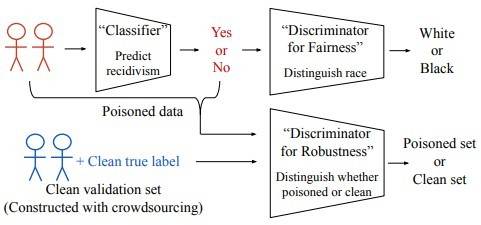 “Classifier”
Predict
recidivism
Yes
or
No
“Discriminator
for Fairness”
Distinguish race
White
or
Black
Poisoned data
+ Clean true label
Clean validation set
(Constructed with crowdsourcing)
“Discriminator
for Robustness”
Distinguish whether
poisoned or clean
Poisoned set
or
Clean set